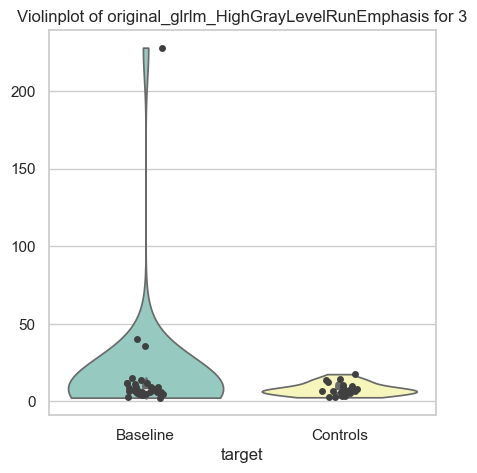 Violinplot of original_glrlm_HighGrayLevelRunEmphasis for 3
200
150
100
50
0
Baseline Controls
target